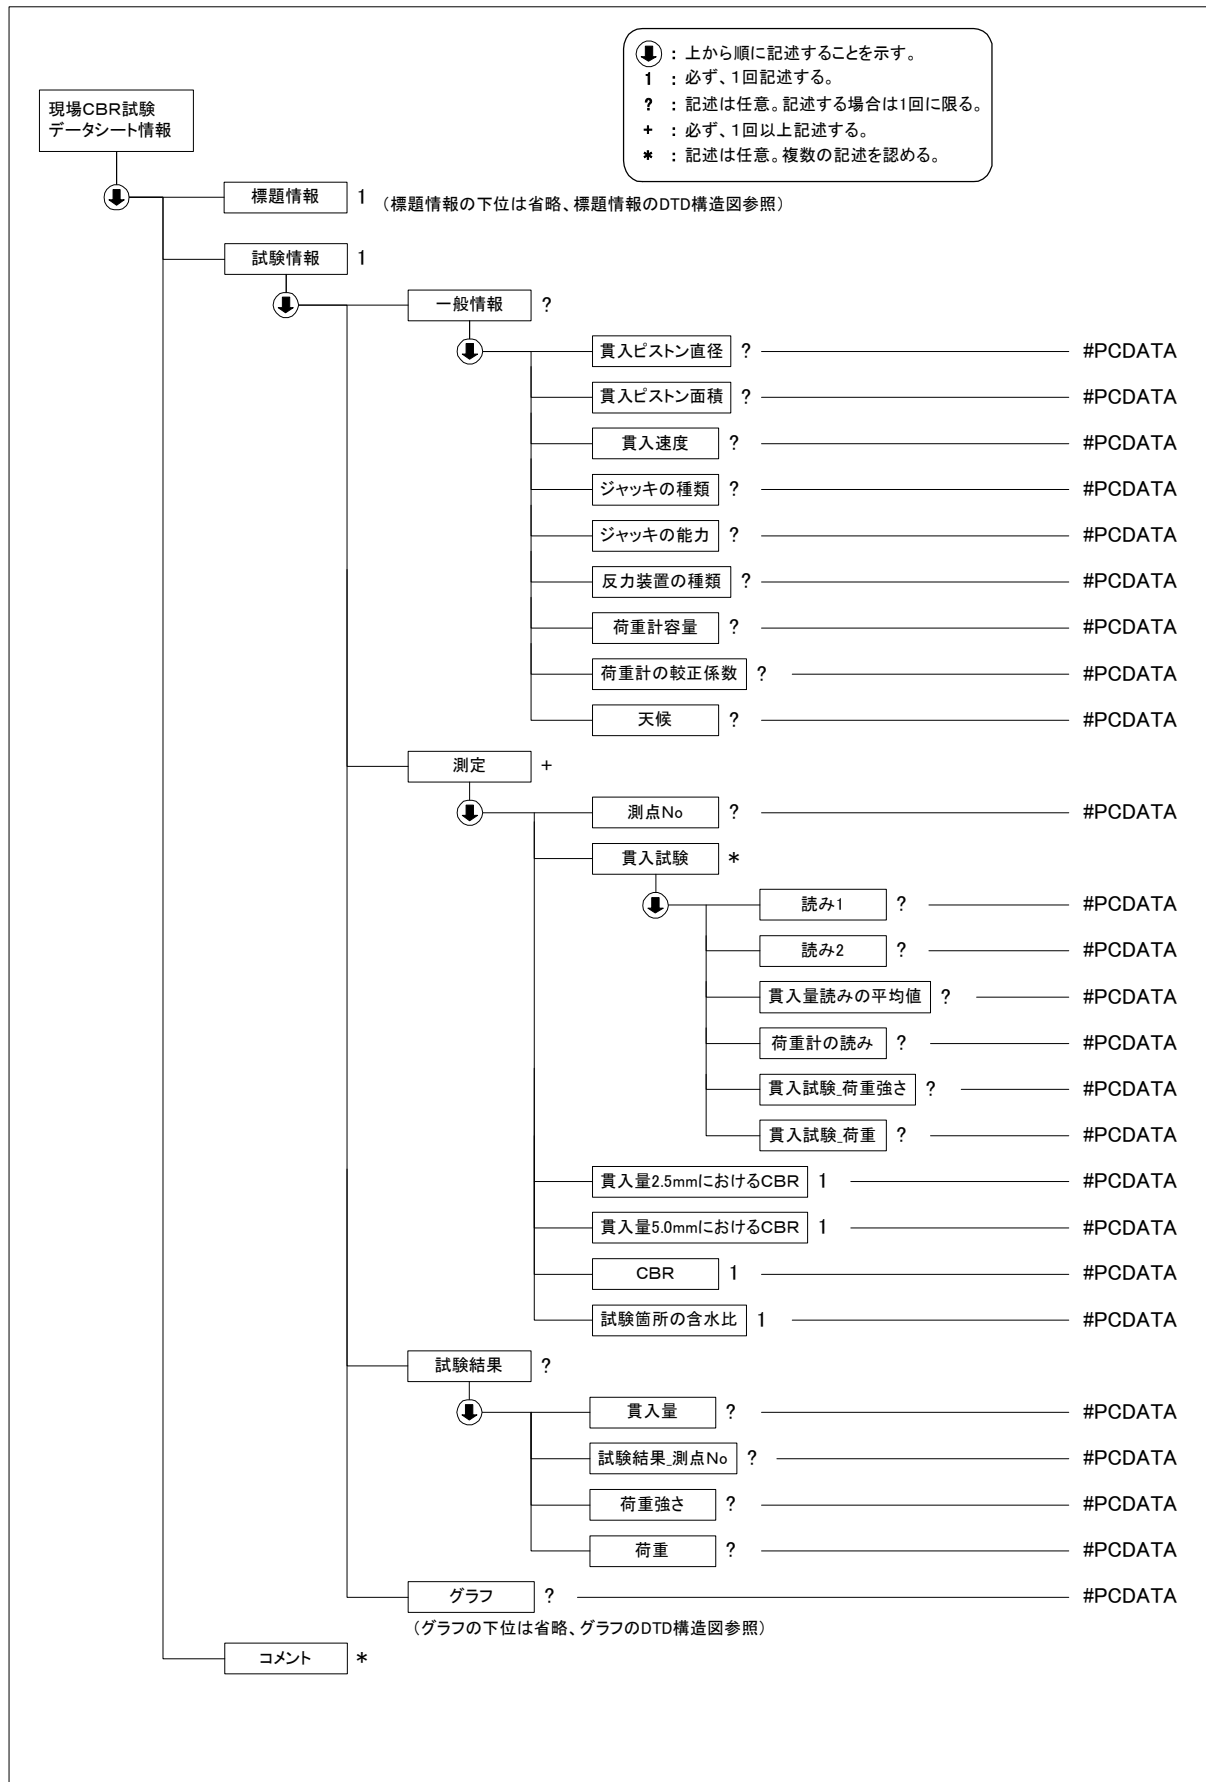 : 上から順に記述することを示す。
1 : 必ず、1回記述する。
? : 記述は任意。記述する場合は1回に限る。
+ : 必ず、1回以上記述する。
* : 記述は任意。複数の記述を認める。
現場CBR試験
データシート情報
標題情報 1 (標題情報の下位は省略、標題情報のDTD構造図参照)
試験情報 1
一般情報 ?
貫入ピストン直径 ? #PCDATA
貫入ピストン面積 ? #PCDATA
貫入速度 ? #PCDATA
ジャッキの種類 ? #PCDATA
ジャッキの能力 ? #PCDATA
反力装置の種類 ? #PCDATA
荷重計容量 ? #PCDATA
荷重計の較正係数 ? #PCDATA
天候 ? #PCDATA
測定 +
測点No ? #PCDATA
貫入試験 *
読み1 ? #PCDATA
読み2 ? #PCDATA
貫入量読みの平均値 ? #PCDATA
荷重計の読み ? #PCDATA
貫入試験_荷重強さ ? #PCDATA
貫入試験_荷重 ? #PCDATA
貫入量2.5mmにおけるCBR 1 #PCDATA
貫入量5.0mmにおけるCBR 1 #PCDATA
CBR 1 #PCDATA
試験箇所の含水比 1 #PCDATA
試験結果 ?
貫入量 ? #PCDATA
試験結果_測点No ? #PCDATA
荷重強さ ? #PCDATA
荷重 ? #PCDATA
グラフ ? #PCDATA
(グラフの下位は省略、グラフのDTD構造図参照)
コメント *